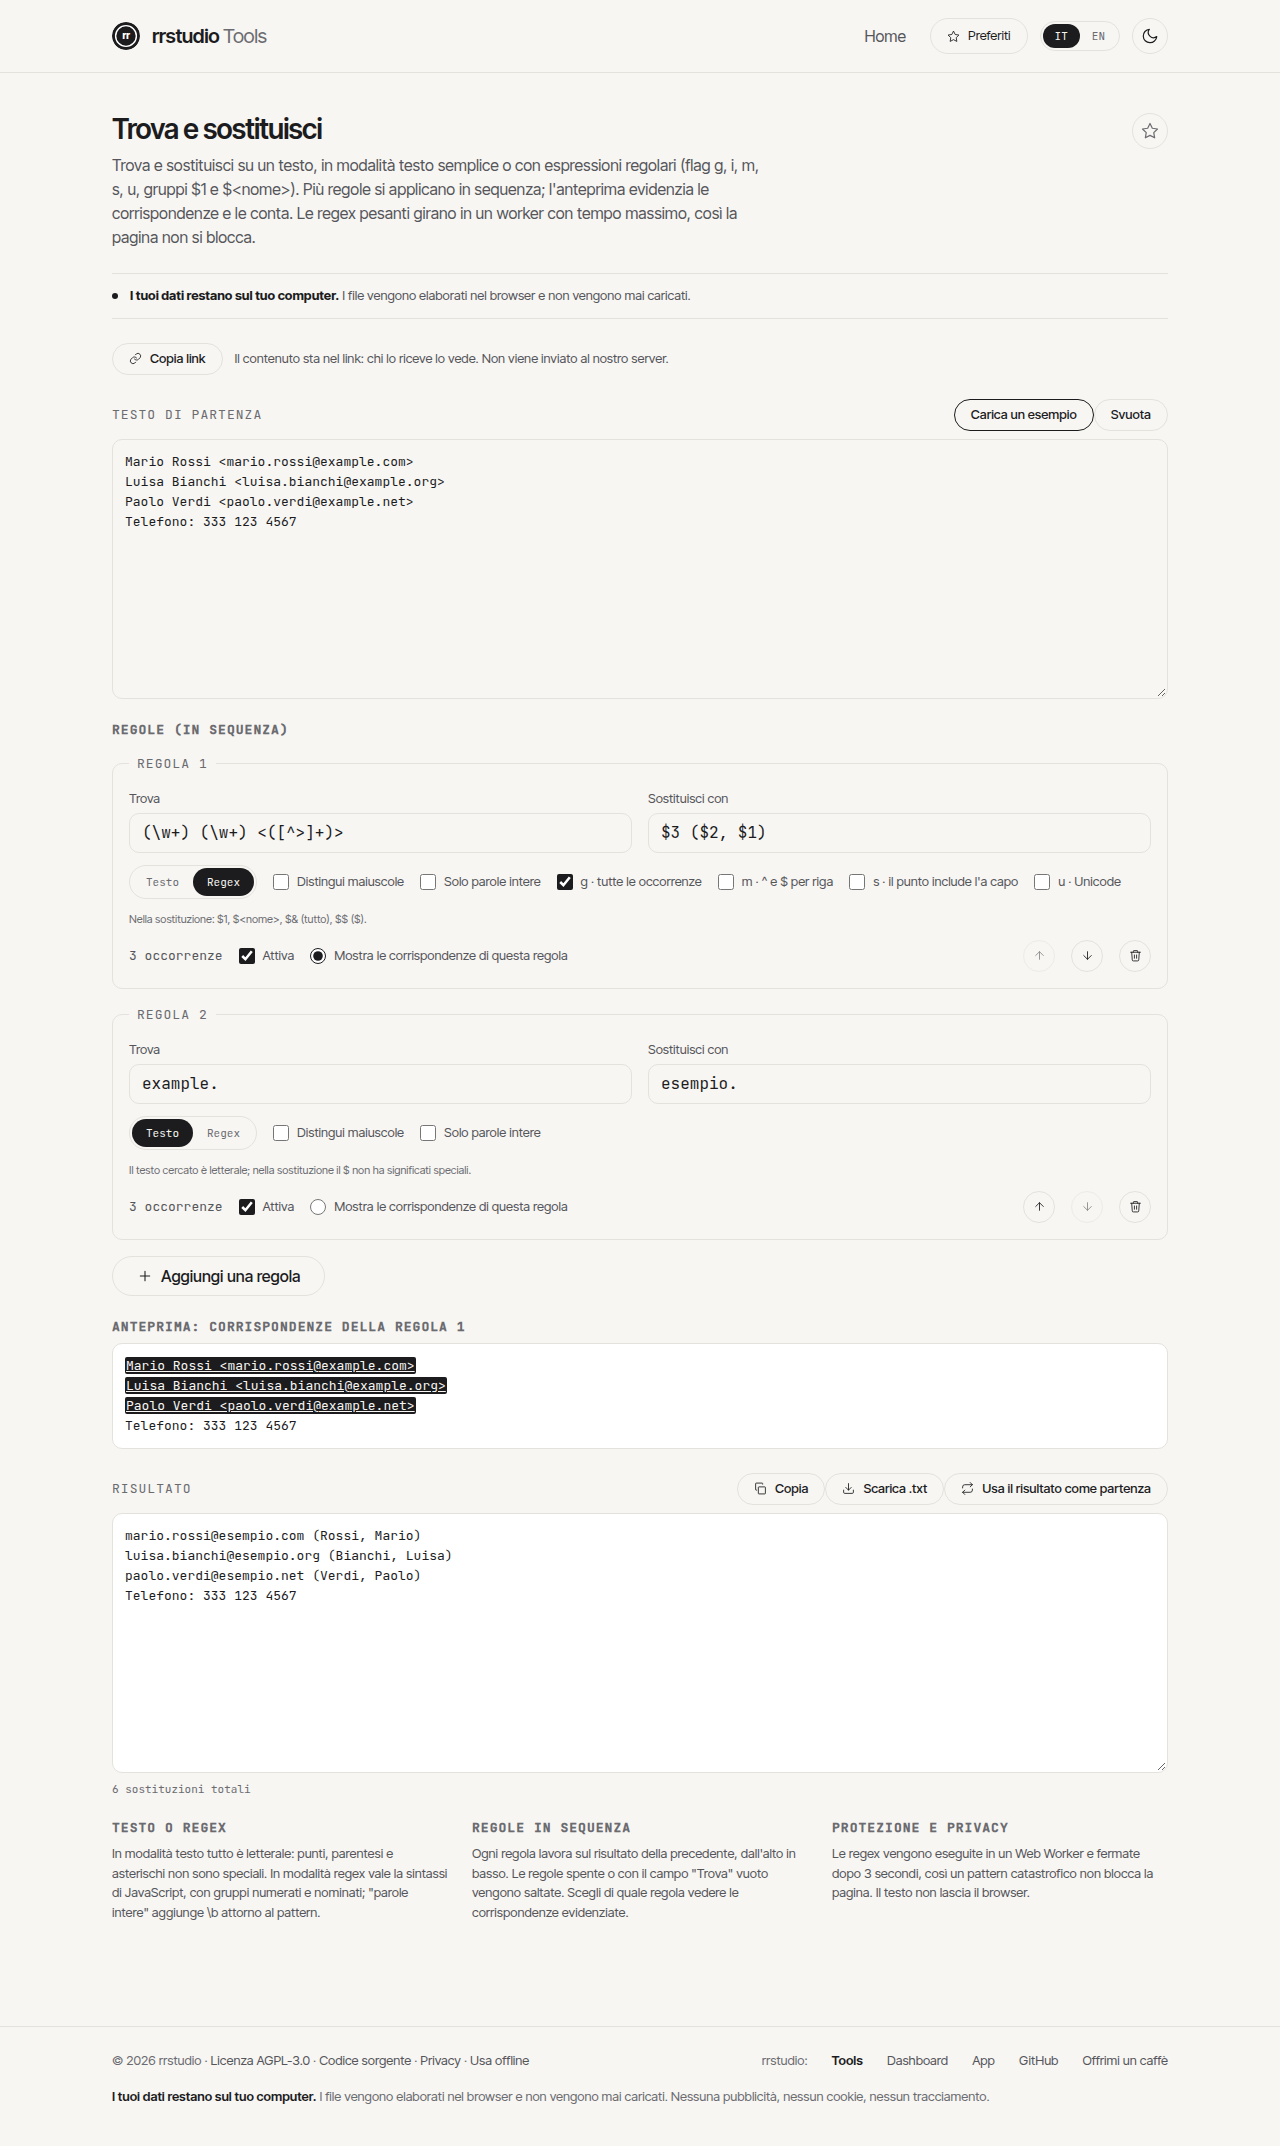 rr rrstudio Tools
Home
Preferiti
IT EN
Trova e sostituisci
Trova e sostituisci su un testo, in modalità testo semplice o con espressioni regolari (flag g, i, m,
s, u, gruppi $1 e $<nome>). Più regole si applicano in sequenza; l'anteprima evidenzia le
corrispondenze e le conta. Le regex pesanti girano in un worker con tempo massimo, così la
pagina non si blocca.
I tuoi dati restano sul tuo computer. I file vengono elaborati nel browser e non vengono mai caricati.
Copia link
Il contenuto sta nel link: chi lo riceve lo vede. Non viene inviato al nostro server.
TESTO DI PARTENZA
Carica un esempio
Svuota
Mario Rossi <mario.rossi@example.com>
Luisa Bianchi <luisa.bianchi@example.org>
Paolo Verdi <paolo.verdi@example.net>
Telefono: 333 123 4567
REGOLE (IN SEQUENZA)
REGOLA 1
Trova
Sostituisci con
(\w+) (\w+) <([^>]+)>
$3 ($2, $1)
Testo Regex Distingui maiuscole Solo parole intere g · tutte le occorrenze m · ^ e $ per riga s · il punto include l'a capo u · Unicode
Nella sostituzione: $1, $<nome>, $& (tutto), $$ ($).
3 occorrenze Attiva Mostra le corrispondenze di questa regola
REGOLA 2
Trova
Sostituisci con
example.
esempio.
Testo Regex Distingui maiuscole Solo parole intere
Il testo cercato è letterale; nella sostituzione il $ non ha significati speciali.
3 occorrenze Attiva Mostra le corrispondenze di questa regola
Aggiungi una regola
ANTEPRIMA: CORRISPONDENZE DELLA REGOLA 1
Mario Rossi <mario.rossi@example.com>
Luisa Bianchi <luisa.bianchi@example.org>
Paolo Verdi <paolo.verdi@example.net>
Telefono: 333 123 4567
RISULTATO
Copia
Scarica .txt
Usa il risultato come partenza
mario.rossi@esempio.com (Rossi, Mario)
luisa.bianchi@esempio.org (Bianchi, Luisa)
paolo.verdi@esempio.net (Verdi, Paolo)
Telefono: 333 123 4567
6 sostituzioni totali
TESTO O REGEX
In modalità testo tutto è letterale: punti, parentesi e
asterischi non sono speciali. In modalità regex vale la sintassi
di JavaScript, con gruppi numerati e nominati; "parole
intere" aggiunge \b attorno al pattern.
REGOLE IN SEQUENZA
Ogni regola lavora sul risultato della precedente, dall'alto in
basso. Le regole spente o con il campo "Trova" vuoto
vengono saltate. Scegli di quale regola vedere le
corrispondenze evidenziate.
PROTEZIONE E PRIVACY
Le regex vengono eseguite in un Web Worker e fermate
dopo 3 secondi, così un pattern catastrofico non blocca la
pagina. Il testo non lascia il browser.
© 2026 rrstudio · Licenza AGPL-3.0 · Codice sorgente · Privacy · Usa offline
rrstudio: Tools Dashboard App GitHub Offrimi un caffè
I tuoi dati restano sul tuo computer. I file vengono elaborati nel browser e non vengono mai caricati. Nessuna pubblicità, nessun cookie, nessun tracciamento.